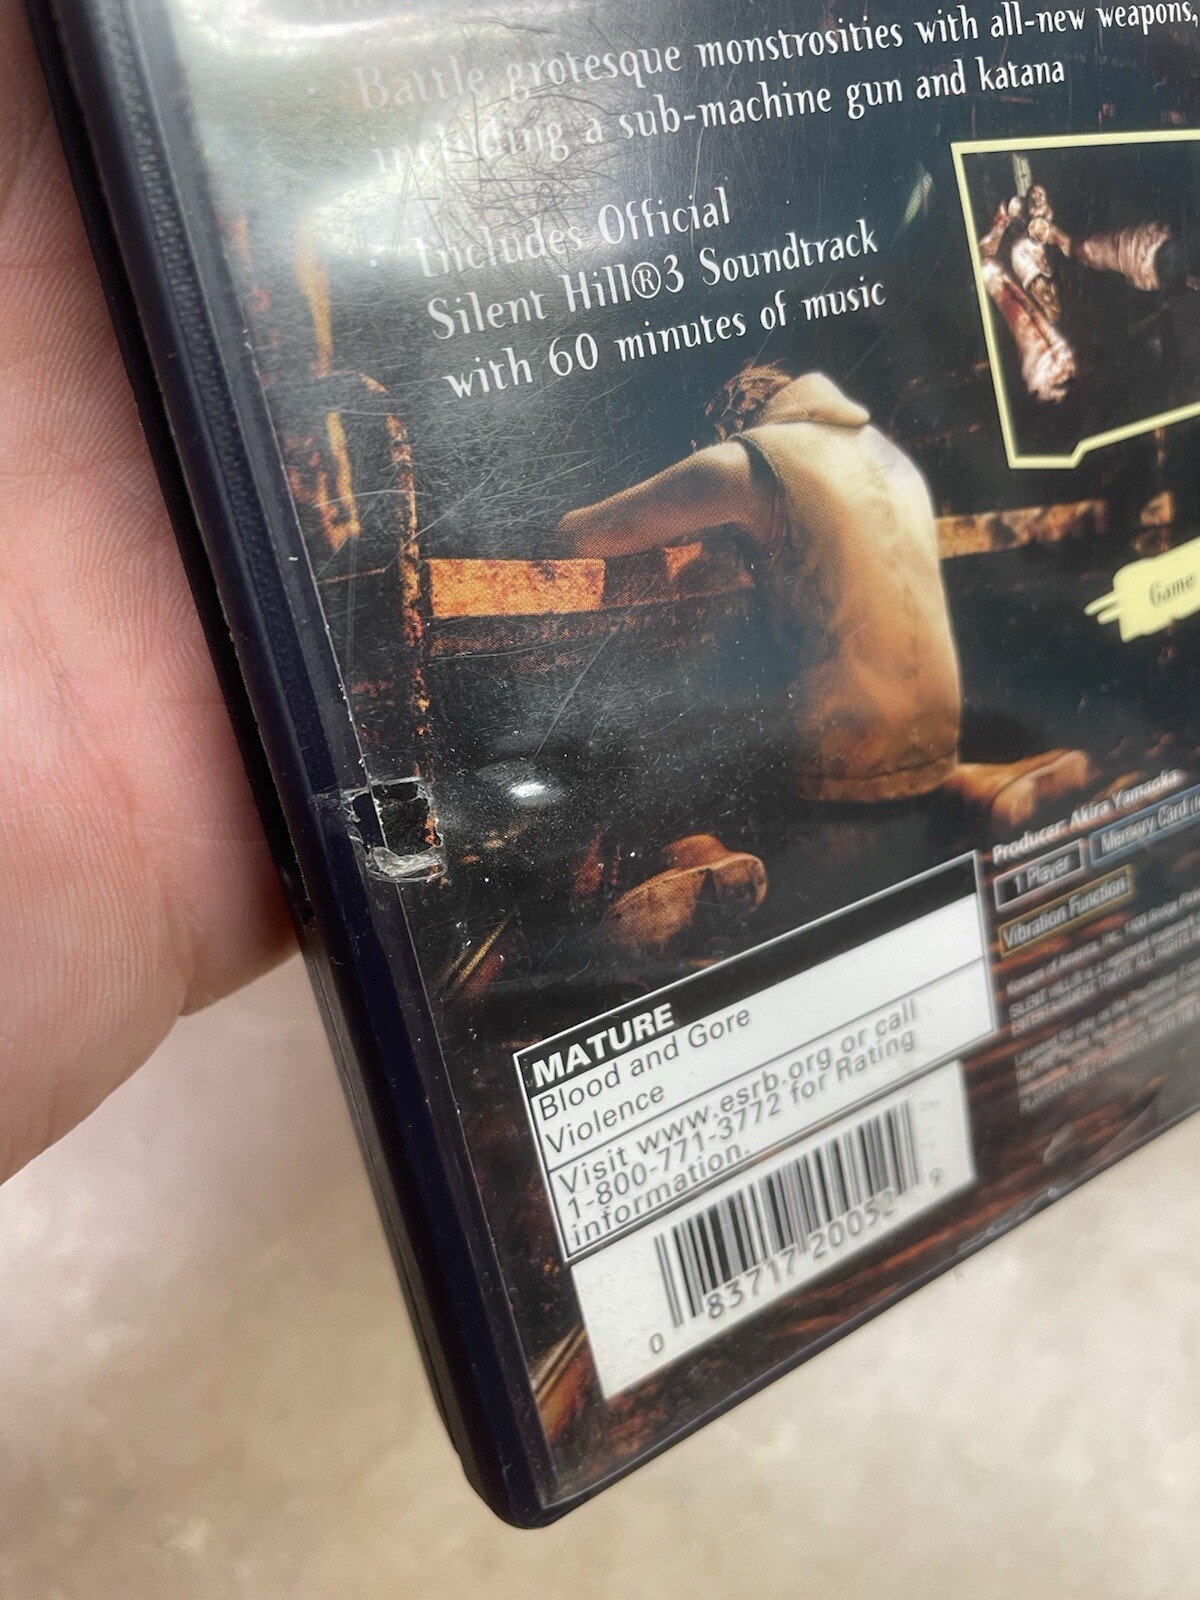 Battle grotesque monstrosities with all-new weapons,
including a sub-machine gun and katana
Includes Official
Silent Hill®3 Soundtrack
with 60 minutes of music
Game
Producer: Akira Yamaoka
1 Player
Memory Card
Vibration Function
MATURE
Blood and Gore
Violence
Visit www.esrb.org or call
1-800-771-3772 for Rating
information.
0 83717 20052 9